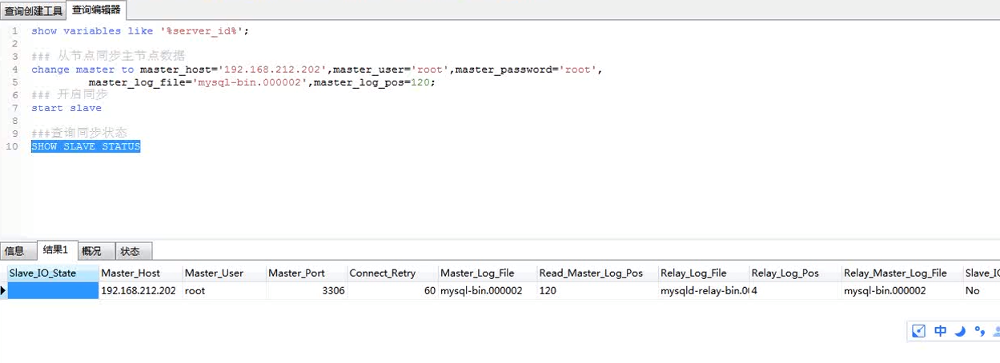 查询创建工具 查询编辑器
1 show variables like '%server_id%';
2
3 ### 从节点同步主节点数据
4 change master to master_host='192.168.212.202',master_user='root',master_password='root',
5 master_log_file='mysql-bin.000002',master_log_pos=120;
6 ### 开启同步
7 start slave
8
9 ###查询同步状态
10 SHOW SLAVE STATUS
信息 结果1 概况 状态
Slave_IO_State Master_Host Master_User Master_Port Connect_Retry Master_Log_File Read_Master_Log_Pos Relay_Log_File Relay_Log_Pos Relay_Master_Log_File Slave_IO
192.168.212.202 root 3306 60 mysql-bin.000002 120 mysqld-relay-bin.0 4 mysql-bin.000002 No
中